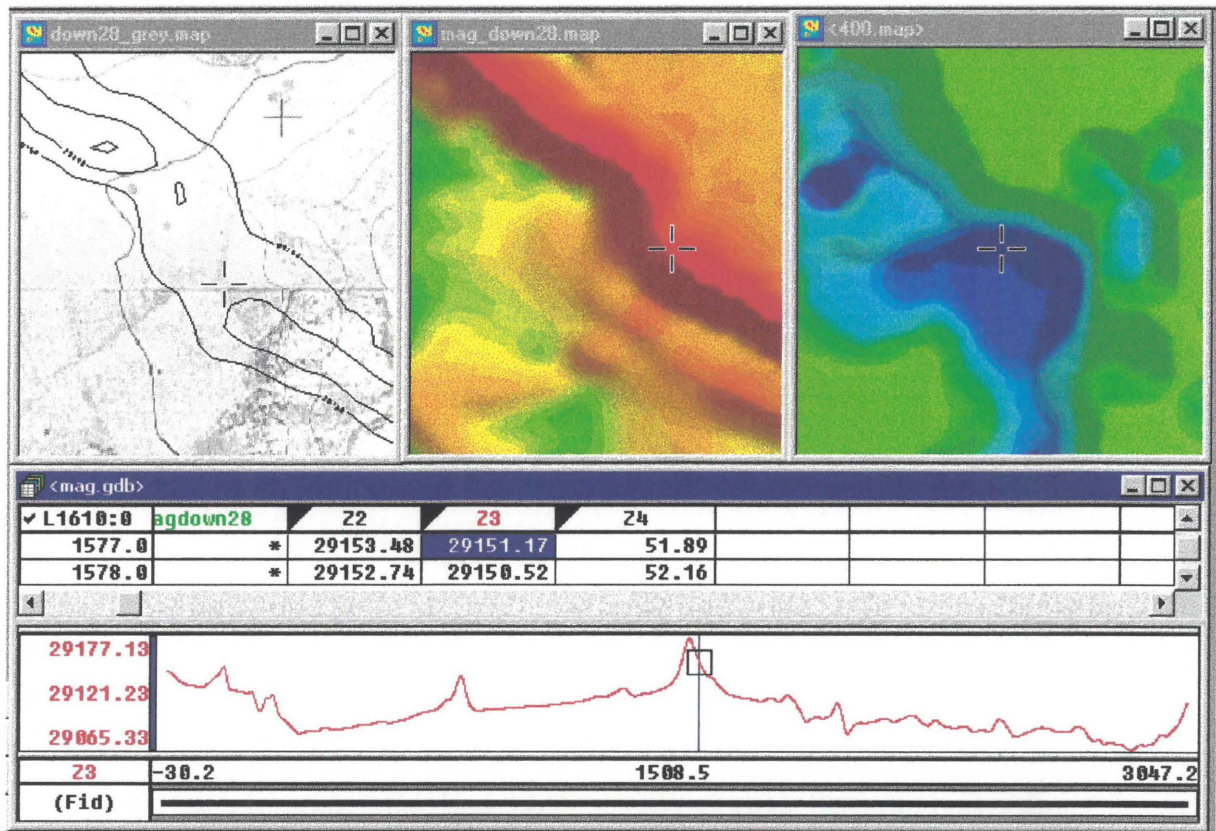 down28_grey.map
mag_down28.map
<400.map>
<mag.gdb>
✓ L1610:0 agdown28 Z2 Z3 Z4
1577.0 * 29153.48 29151.17 51.89
1578.0 * 29152.74 29150.52 52.16
29177.13
29121.23
29065.33
Z3 -30.2 1508.5 3047.2
(Fid)